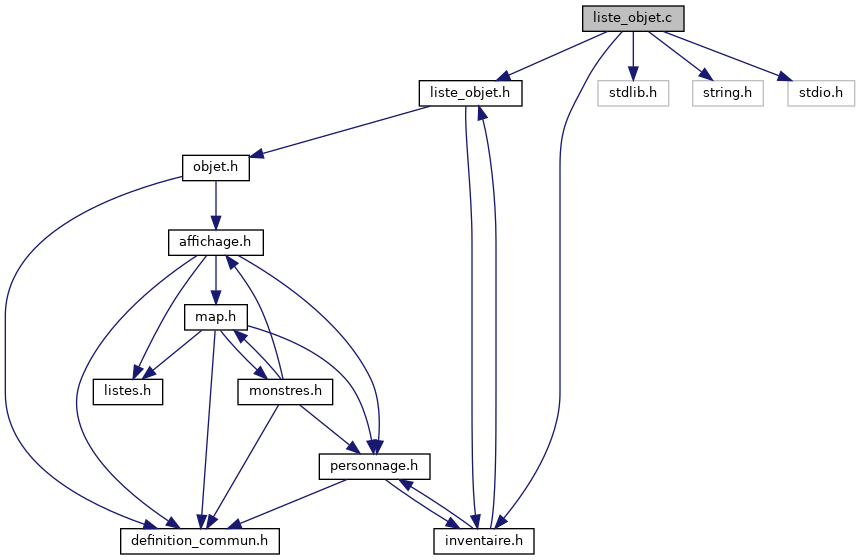 liste_objet.c
liste_objet.h
stdlib.h
string.h
stdio.h
objet.h
affichage.h
map.h
listes.h
monstres.h
personnage.h
definition_commun.h
inventaire.h